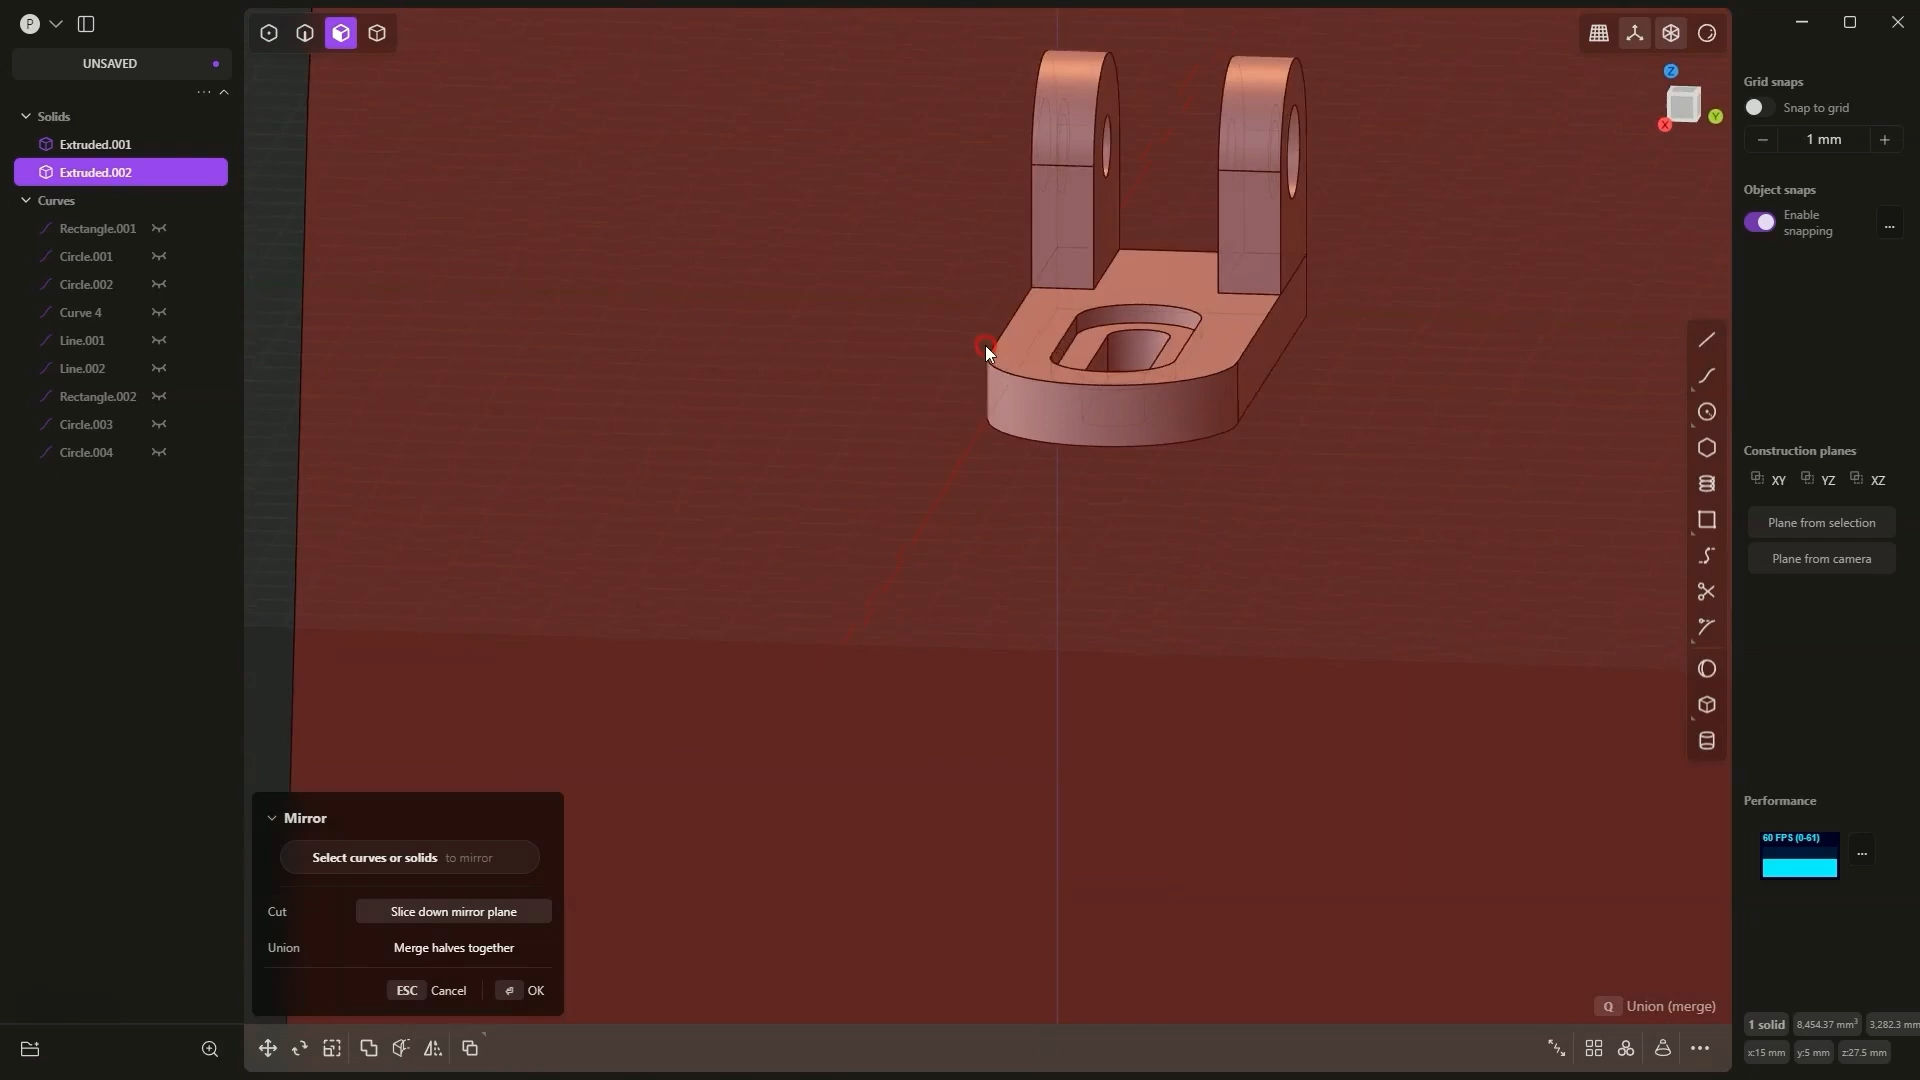 P
UNSAVED
...
Solids
Extruded.001
Extruded.002
Curves
Rectangle.001
Circle.001
Circle.002
Curve 4
Line.001
Line.002
Rectangle.002
Circle.003
Circle.004
Z
Y
X
Grid snaps
Snap to grid
− 1 mm +
Object snaps
Enable
snapping
...
Construction planes
XY YZ XZ
Plane from selection
Plane from camera
Performance
60 FPS (0-61)
...
Mirror
Select curves or solids to mirror
Cut Slice down mirror plane
Union Merge halves together
ESC Cancel OK
Q Union (merge)
1 solid 8,454.37 mm³ 3,282.3 mm
x:15 mm y:5 mm z:27.5 mm